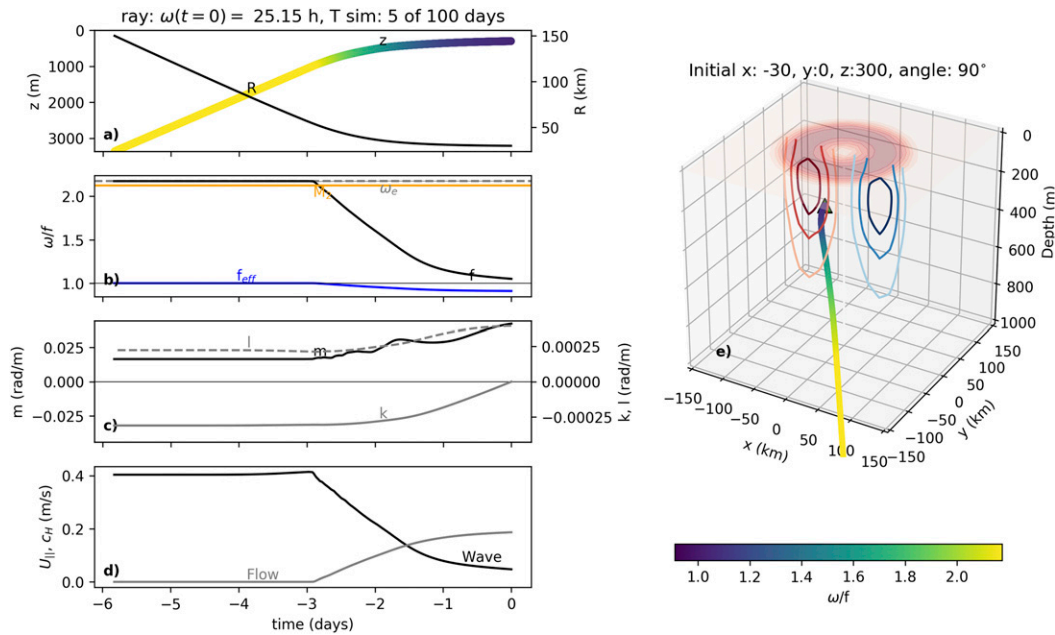 ray: ω(t=0) = 25.15 h, T sim: 5 of 100 days
0
1000
2000
3000
z (m)
150
100
50
R (km)
R
z
a)
2.0
1.5
1.0
ω/f
M₂
ωₑ
f_eff
f
b)
0.025
0.000
−0.025
m (rad/m)
0.00025
0.00000
−0.00025
k, l (rad/m)
l
m
k
c)
0.4
0.2
0.0
U_||, c_H (m/s)
Flow
Wave
d)
−6 −5 −4 −3 −2 −1 0
time (days)
Initial x: -30, y:0, z:300, angle: 90°
0
200
400
600
800
1000
Depth (m)
e)
−150
−100
−50
0
50
100
150
x (km)
−150
−100
−50
0
50
100
150
y (km)
1.0 1.2 1.4 1.6 1.8 2.0
ω/f